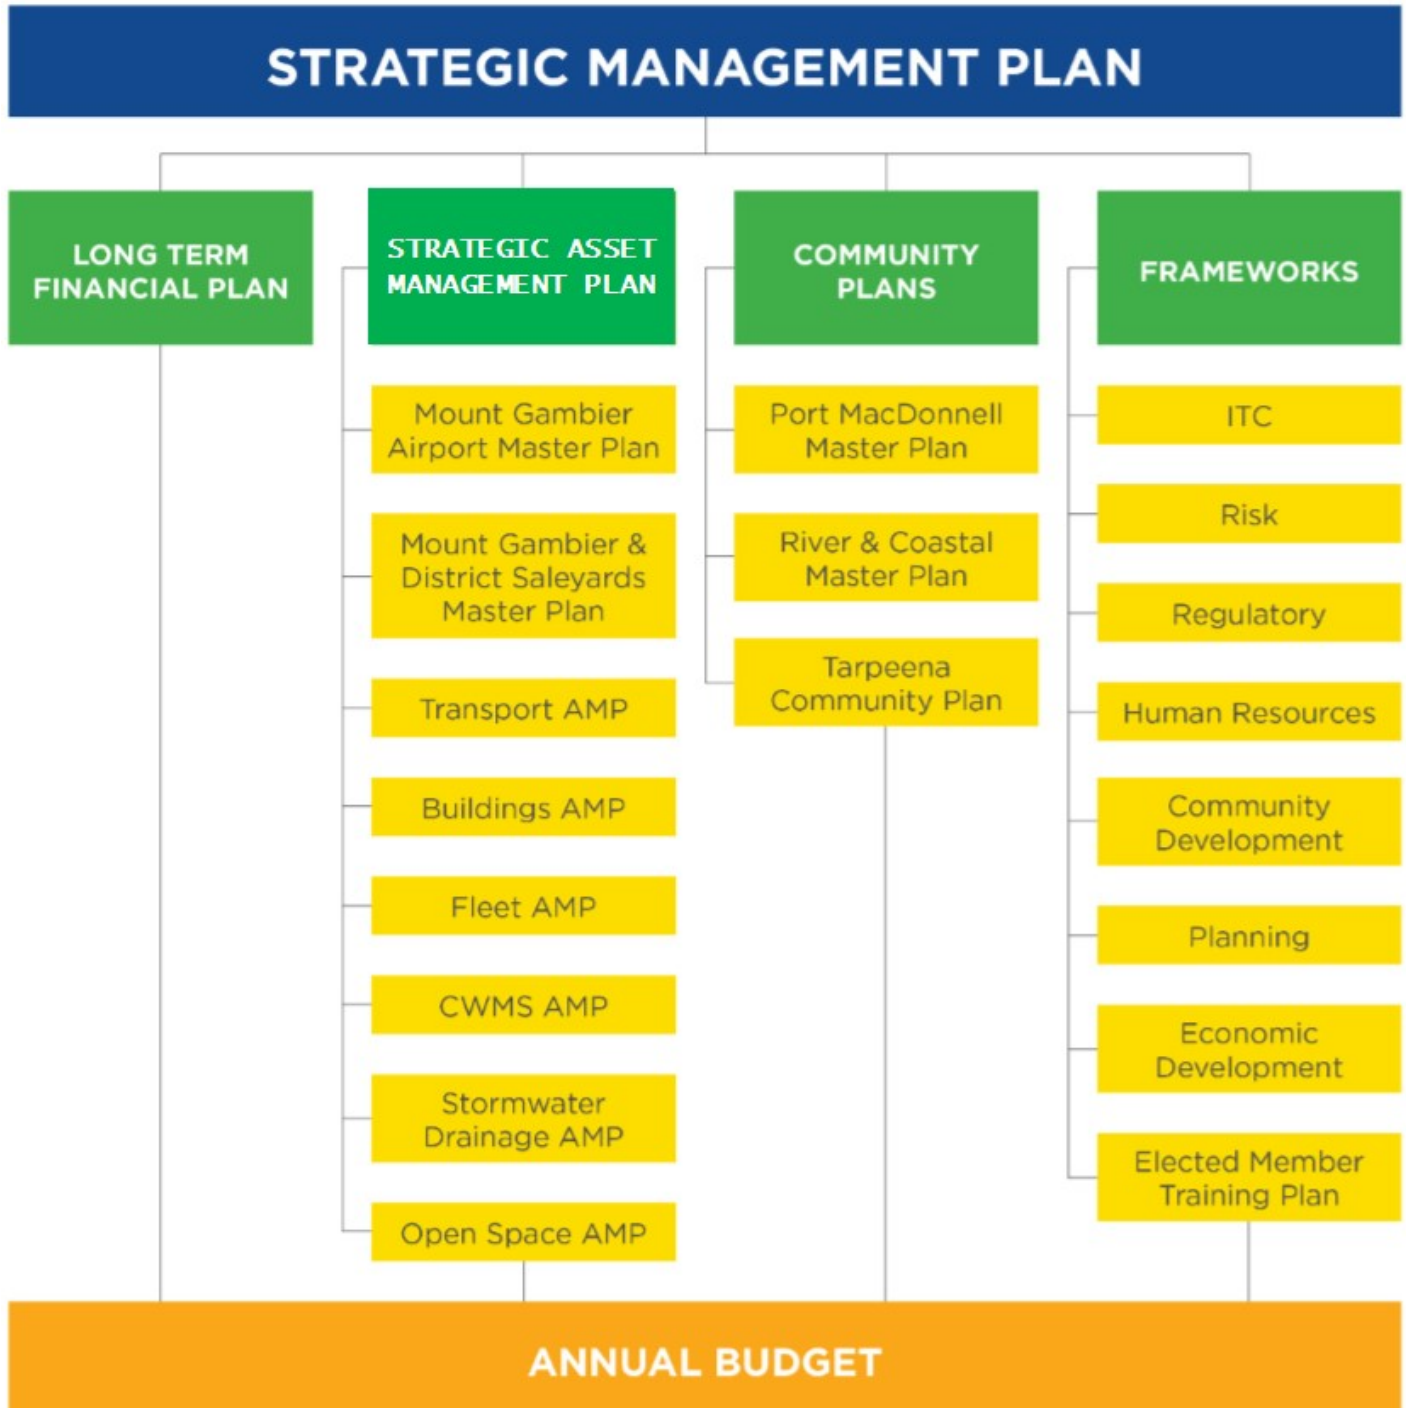 STRATEGIC MANAGEMENT PLAN
LONG TERM
FINANCIAL PLAN
STRATEGIC ASSET
MANAGEMENT PLAN
Mount Gambier
Airport Master Plan
Mount Gambier &
District Saleyards
Master Plan
Transport AMP
Buildings AMP
Fleet AMP
CWMS AMP
Stormwater
Drainage AMP
Open Space AMP
COMMUNITY
PLANS
Port MacDonnell
Master Plan
River & Coastal
Master Plan
Tarpeena
Community Plan
FRAMEWORKS
ITC
Risk
Regulatory
Human Resources
Community
Development
Planning
Economic
Development
Elected Member
Training Plan
ANNUAL BUDGET